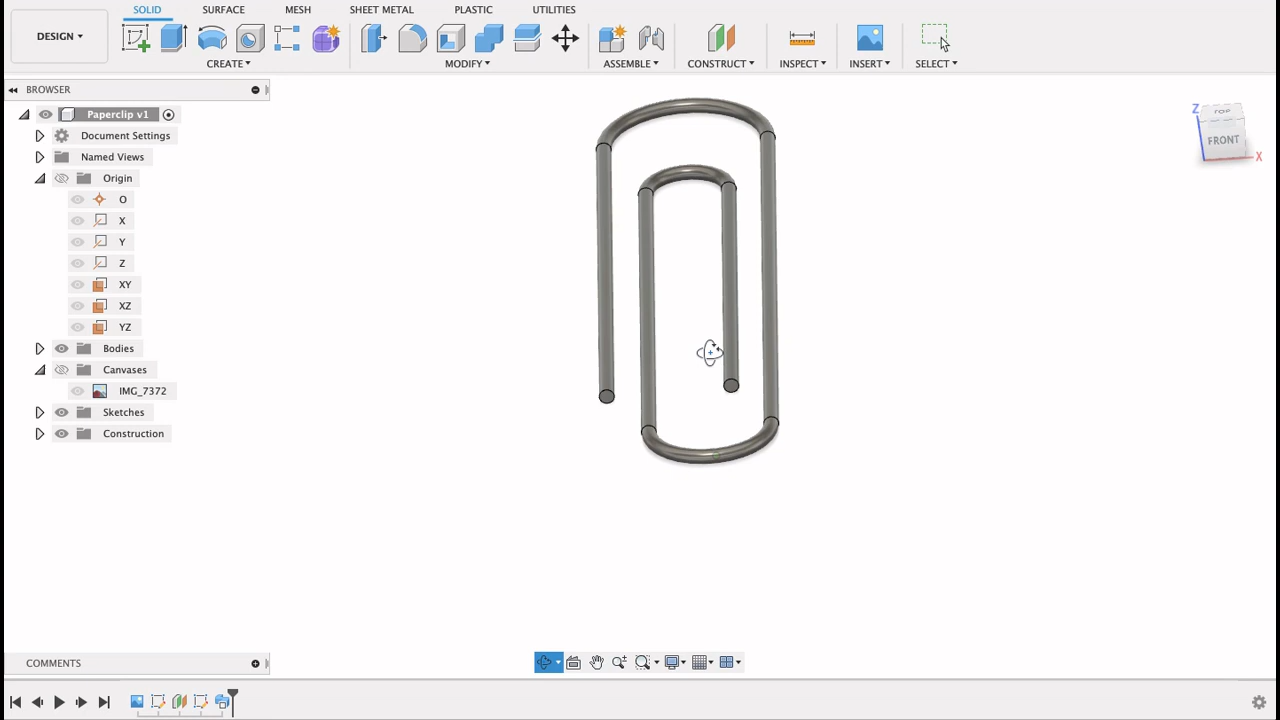 SOLID SURFACE MESH SHEET METAL PLASTIC UTILITIES
DESIGN
CREATE MODIFY ASSEMBLE CONSTRUCT INSPECT INSERT SELECT
BROWSER
Paperclip v1
Document Settings
Named Views
Origin
O
X
Y
Z
XY
XZ
YZ
Bodies
Canvases
IMG_7372
Sketches
Construction
Z
TOP
FRONT
X
COMMENTS